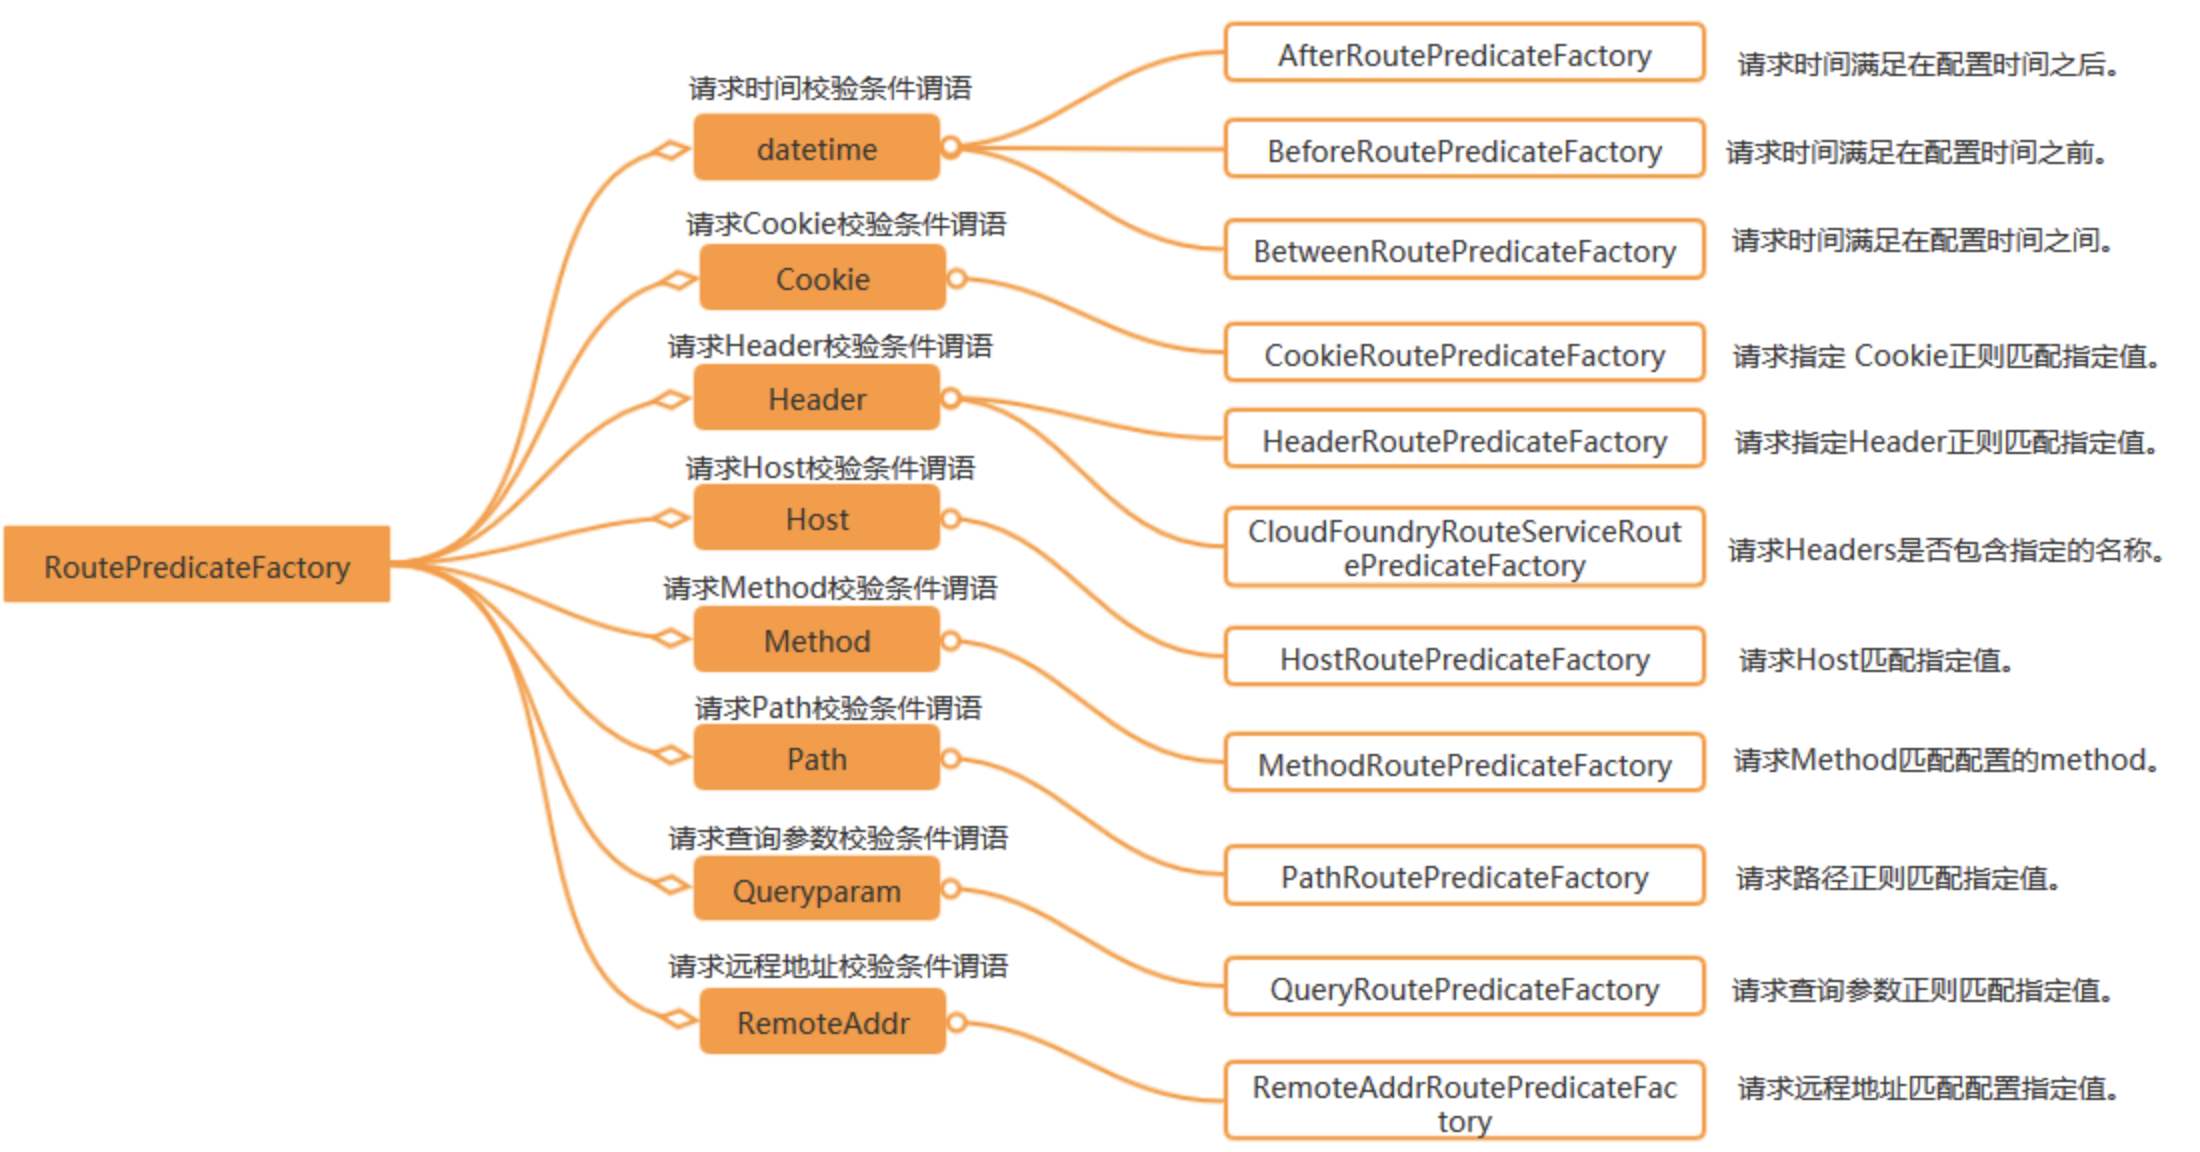 RoutePredicateFactory
请求时间校验条件谓语
datetime
AfterRoutePredicateFactory
请求时间满足在配置时间之后。
BeforeRoutePredicateFactory
请求时间满足在配置时间之前。
BetweenRoutePredicateFactory
请求时间满足在配置时间之间。
请求Cookie校验条件谓语
Cookie
CookieRoutePredicateFactory
请求指定 Cookie正则匹配指定值。
请求Header校验条件谓语
Header
HeaderRoutePredicateFactory
请求指定Header正则匹配指定值。
CloudFoundryRouteServiceRout
ePredicateFactory
请求Headers是否包含指定的名称。
请求Host校验条件谓语
Host
HostRoutePredicateFactory
请求Host匹配指定值。
请求Method校验条件谓语
Method
MethodRoutePredicateFactory
请求Method匹配配置的method。
请求Path校验条件谓语
Path
PathRoutePredicateFactory
请求路径正则匹配指定值。
请求查询参数校验条件谓语
Queryparam
QueryRoutePredicateFactory
请求查询参数正则匹配指定值。
请求远程地址校验条件谓语
RemoteAddr
RemoteAddrRoutePredicateFac
tory
请求远程地址匹配配置指定值。